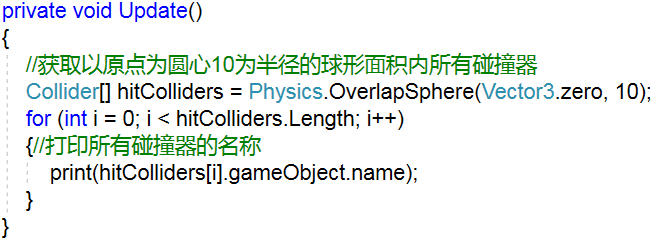 private void Update()
{
//获取以原点为圆心10为半径的球形面积内所有碰撞器
Collider[] hitColliders = Physics.OverlapSphere(Vector3.zero, 10);
for (int i = 0; i < hitColliders.Length; i++)
{//打印所有碰撞器的名称
print(hitColliders[i].gameObject.name);
}
}